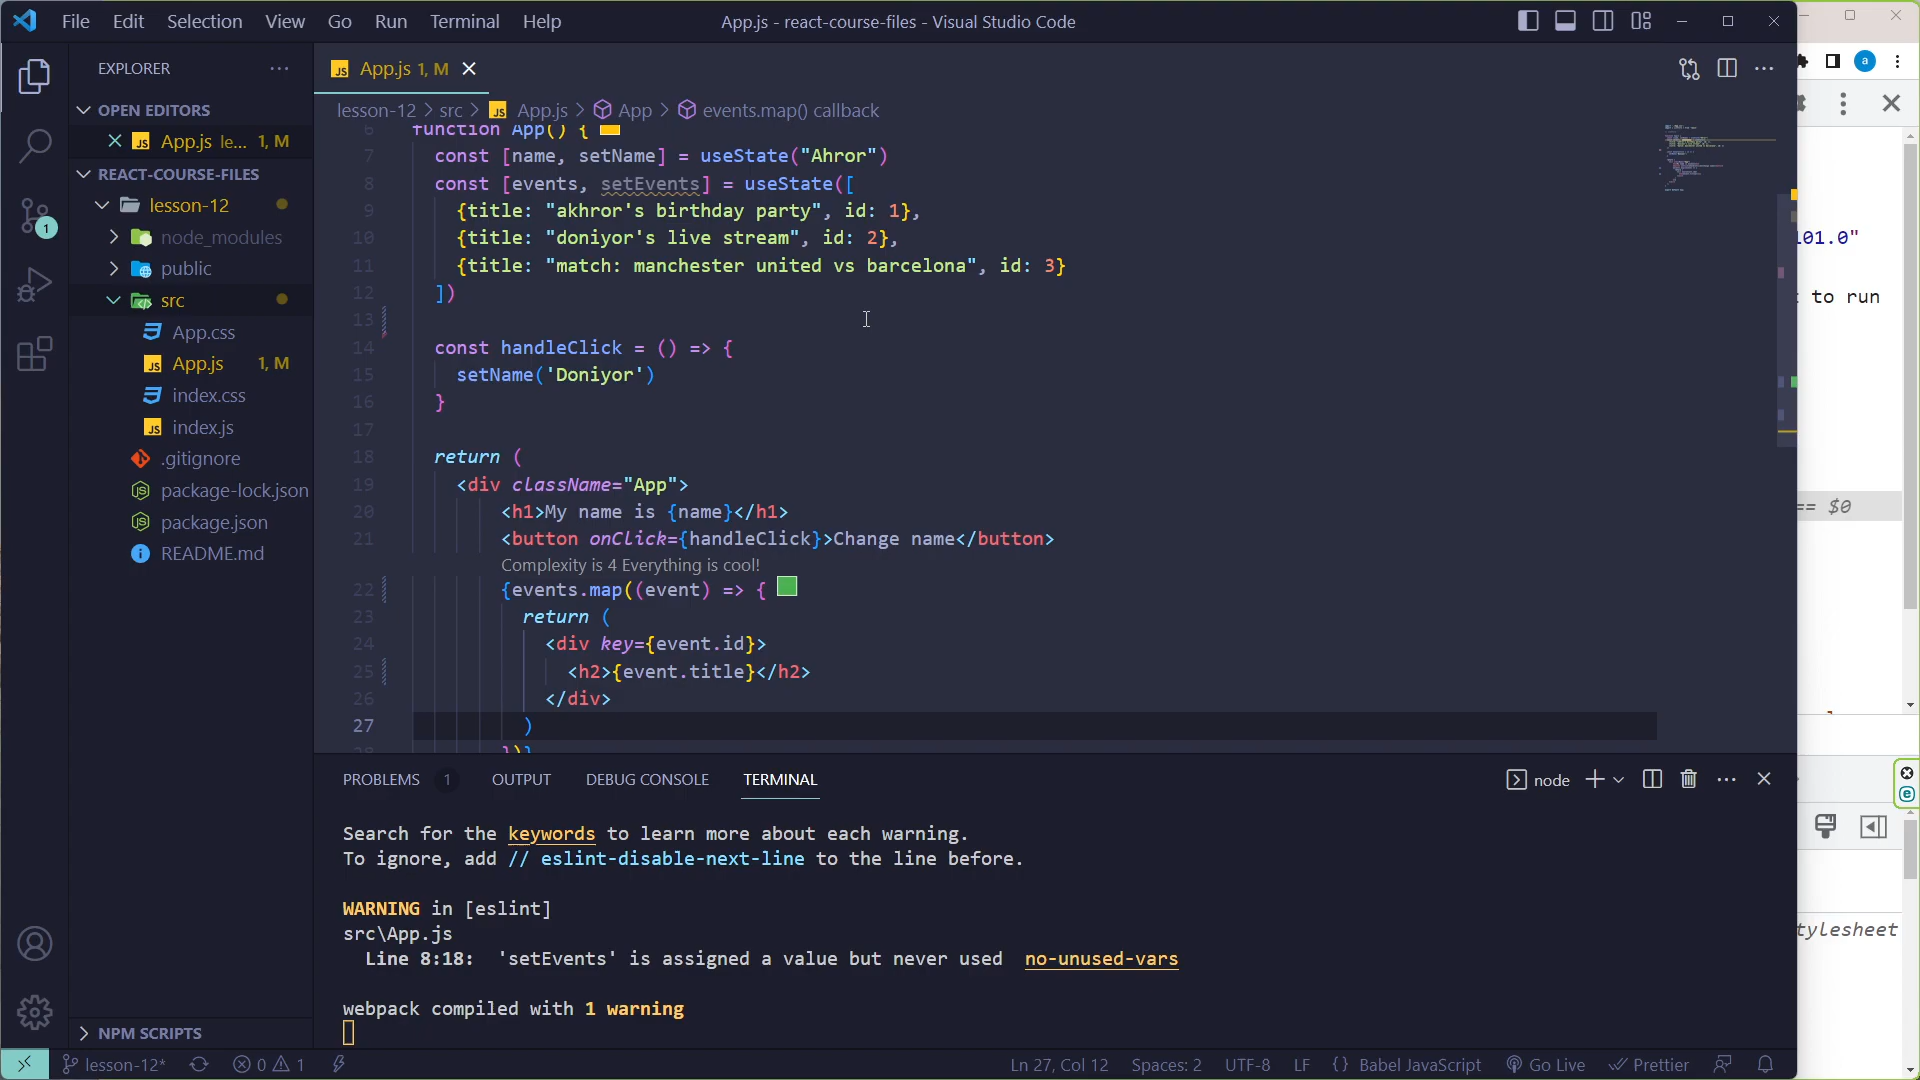 File Edit Selection View Go Run Terminal Help
App.js - react-course-files - Visual Studio Code
EXPLORER
OPEN EDITORS
App.js le... 1, M
REACT-COURSE-FILES
lesson-12
node_modules
public
src
App.css
App.js 1, M
index.css
index.js
.gitignore
package-lock.json
package.json
README.md
NPM SCRIPTS
App.js 1, M
lesson-12 > src > App.js > App > events.map() callback
6 function App() {
7 const [name, setName] = useState("Ahror")
8 const [events, setEvents] = useState([
9 {title: "akhror's birthday party", id: 1},
10 {title: "doniyor's live stream", id: 2},
11 {title: "match: manchester united vs barcelona", id: 3}
12 ])
13
14 const handleClick = () => {
15 setName('Doniyor')
16 }
17
18 return (
19 <div className="App">
20 <h1>My name is {name}</h1>
21 <button onClick={handleClick}>Change name</button>
Complexity is 4 Everything is cool!
22 {events.map((event) => {
23 return (
24 <div key={event.id}>
25 <h2>{event.title}</h2>
26 </div>
27 )
28 })}
PROBLEMS 1 OUTPUT DEBUG CONSOLE TERMINAL
node
Search for the keywords to learn more about each warning.
To ignore, add // eslint-disable-next-line to the line before.
WARNING in [eslint]
src\App.js
Line 8:18: 'setEvents' is assigned a value but never used no-unused-vars
webpack compiled with 1 warning
lesson-12* 0 1
Ln 27, Col 12 Spaces: 2 UTF-8 LF {} Babel JavaScript Go Live Prettier
1
a
101.0"
to run
== $0
tylesheet
e